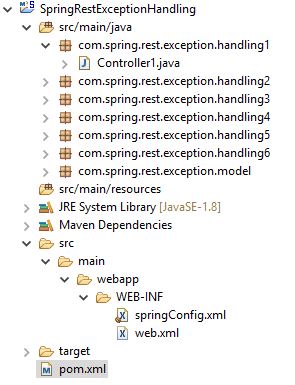 SpringRestExceptionHandling
src/main/java
com.spring.rest.exception.handling1
Controller1.java
com.spring.rest.exception.handling2
com.spring.rest.exception.handling3
com.spring.rest.exception.handling4
com.spring.rest.exception.handling5
com.spring.rest.exception.handling6
com.spring.rest.exception.model
src/main/resources
JRE System Library [JavaSE-1.8]
Maven Dependencies
src
main
webapp
WEB-INF
springConfig.xml
web.xml
target
pom.xml